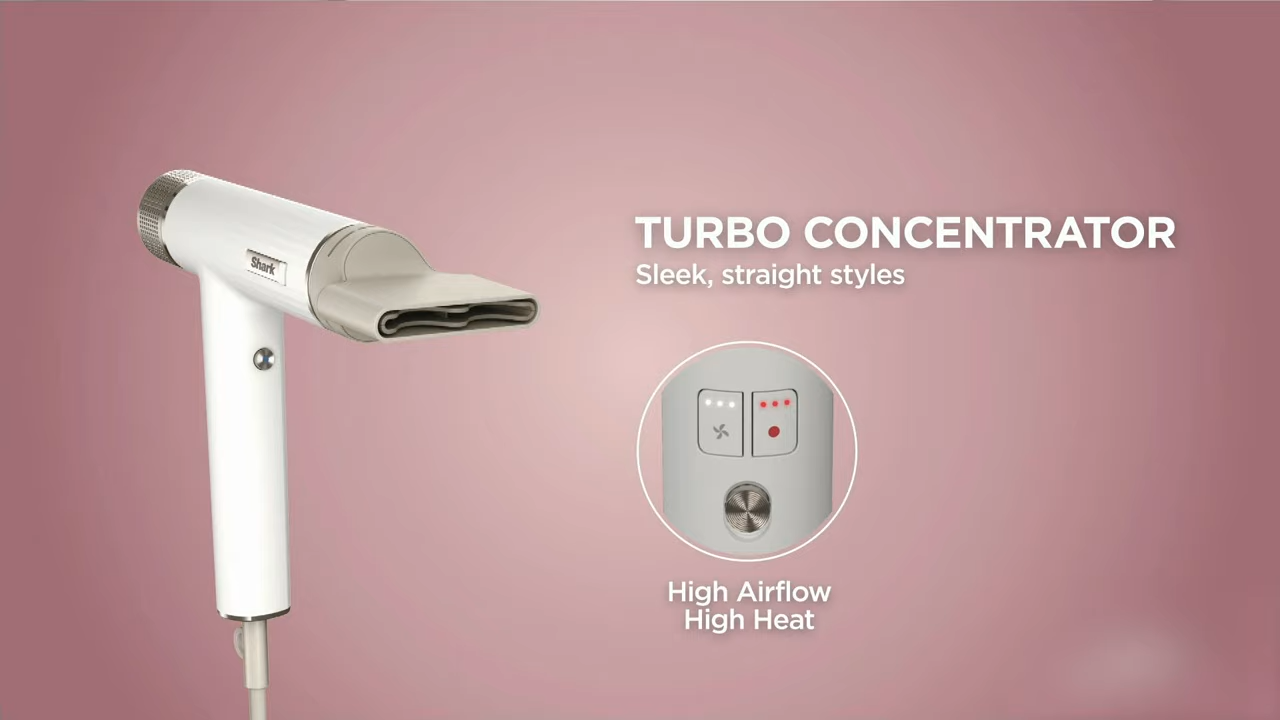 Shark
TURBO CONCENTRATOR
Sleek, straight styles
High Airflow
High Heat